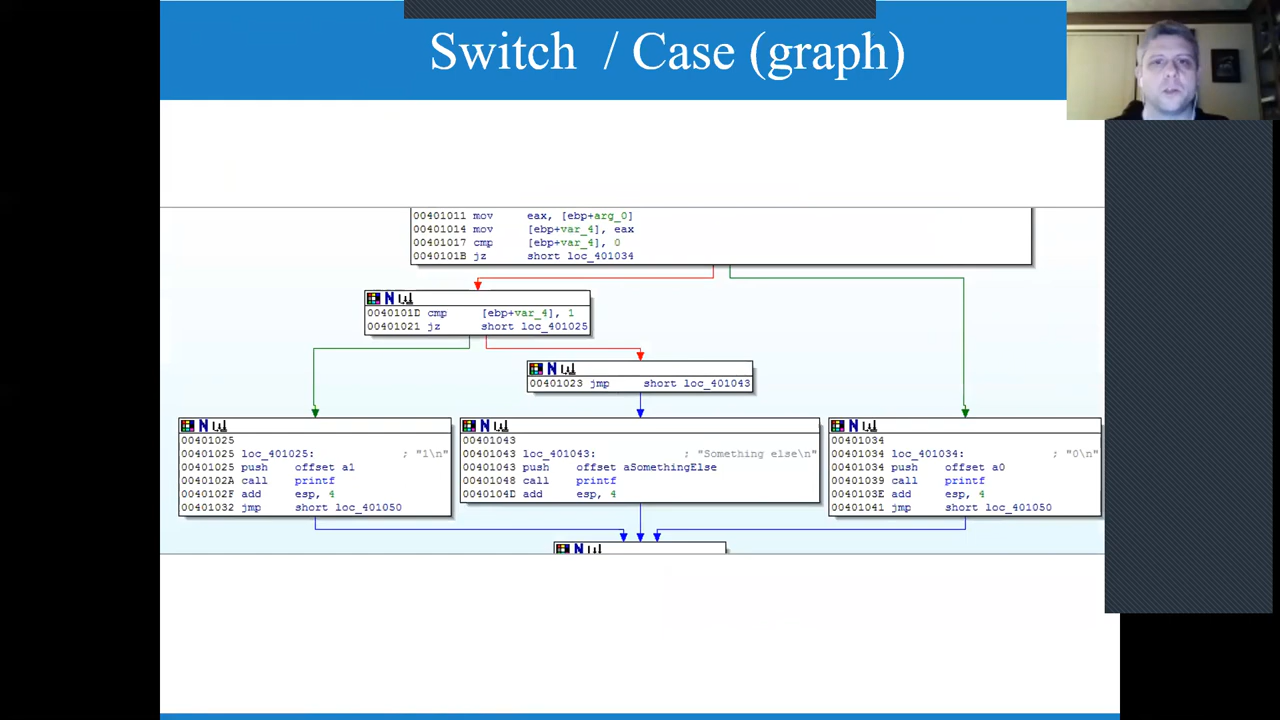 Switch / Case (graph)
00401011 mov eax, [ebp+arg_0]
00401014 mov [ebp+var_4], eax
00401017 cmp [ebp+var_4], 0
0040101B jz short loc_401034
0040101D cmp [ebp+var_4], 1
00401021 jz short loc_401025
00401023 jmp short loc_401043
00401025
00401025 loc_401025: ; "1\n"
00401025 push offset a1
0040102A call printf
0040102F add esp, 4
00401032 jmp short loc_401050
00401043
00401043 loc_401043: ; "Something else\n"
00401043 push offset aSomethingElse
00401048 call printf
0040104D add esp, 4
00401034
00401034 loc_401034: ; "0\n"
00401034 push offset a0
00401039 call printf
0040103E add esp, 4
00401041 jmp short loc_401050